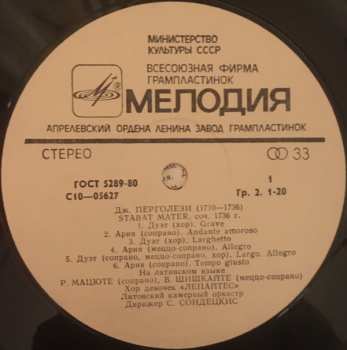 МИНИСТЕРСТВО
КУЛЬТУРЫ СССР
ВСЕСОЮЗНАЯ ФИРМА
ГРАМПЛАСТИНОК
МЕЛОДИЯ
АПРЕЛЕВСКИЙ ОРДЕНА ЛЕНИНА ЗАВОД ГРАМПЛАСТИНОК
СТЕРЕО 33
ГОСТ 5289-80 1
С10—05627 Гр. 2. 1-20
Дж. ПЕРГОЛЕЗИ (1710—1736)
STABAT MATER, соч. 1736 г.
1. Дуэт (хор), Grave
2. Ария (сопрано), Andante amoroso
3. Дуэт (хор), Larghetto
4. Ария (меццо-сопрано), Allegro
5. Дуэт (сопрано, меццо-сопрано, хор), Largo. Allegro
6. Ария (сопрано), Tempo giusto
На латинском языке
Р. МАЦЮТЕ (сопрано), Б. ШИШКАЙТЕ (меццо-сопрано)
Хор девочек «ЛЕПАЙТЕС»
Литовский камерный оркестр
Дирижер С. СОНДЕЦКИС